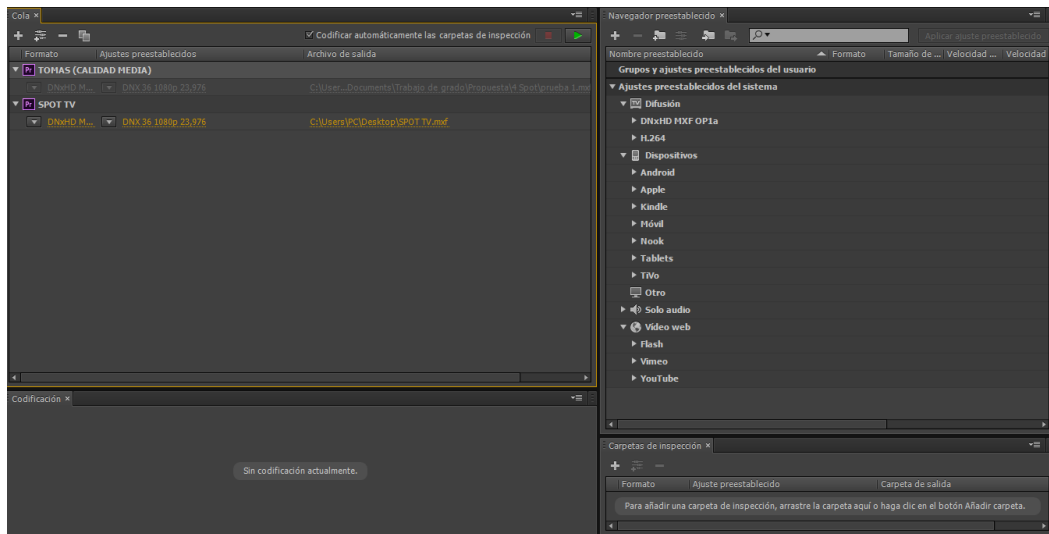 Cola ×
Codificar automáticamente las carpetas de inspección
Formato Ajustes preestablecidos Archivo de salida
Pr TOMAS (CALIDAD MEDIA)
DNxHD M... DNX 36 1080p 23,976 C:\User...Documents\Trabajo de grado\Propuesta\4 Spot\prueba 1.mxf
Pr SPOT TV
DNxHD M... DNX 36 1080p 23,976 C:\Users\PC\Desktop\SPOT TV.mxf
Codificación ×
Sin codificación actualmente.
Navegador preestablecido ×
Aplicar ajuste preestablecido
Nombre preestablecido Formato Tamaño de ... Velocidad ... Velocidad
Grupos y ajustes preestablecidos del usuario
Ajustes preestablecidos del sistema
TV Difusión
DNxHD MXF OP1a
H.264
Dispositivos
Android
Apple
Kindle
Móvil
Nook
Tablets
TiVo
Otro
Solo audio
Vídeo web
Flash
Vimeo
YouTube
Carpetas de inspección ×
Formato Ajuste preestablecido Carpeta de salida
Para añadir una carpeta de inspección, arrastre la carpeta aquí o haga clic en el botón Añadir carpeta.